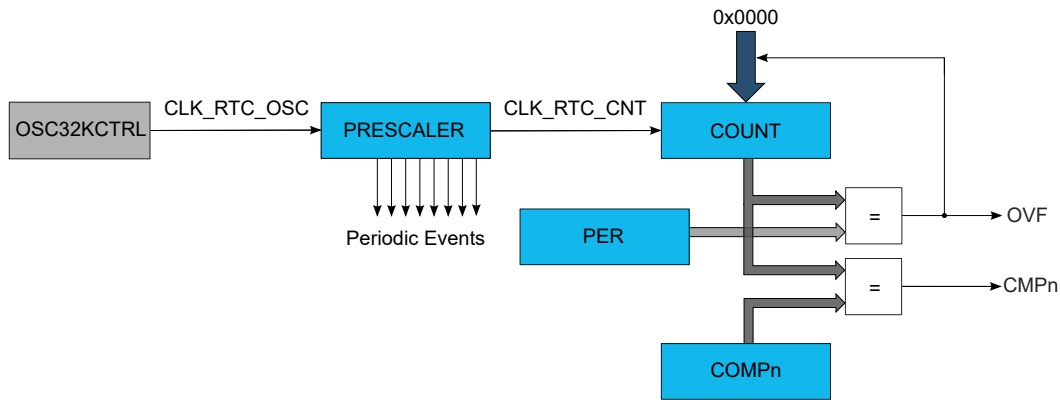 0x0000
OSC32KCTRL
CLK_RTC_OSC
PRESCALER
CLK_RTC_CNT
COUNT
Periodic Events
PER
=
OVF
=
CMPn
COMPn